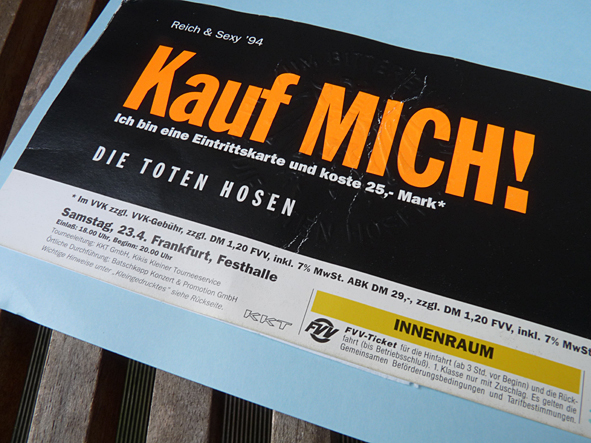 Reich & Sexy '94
Kauf MICH!
Ich bin eine Eintrittskarte und koste 25,- Mark*
DIE TOTEN HOSEN
* Im VVK zzgl. VVK-Gebühr, zzgl. DM 1,20 FVV, inkl. 7% MwSt. ABK DM 29,-, zzgl. DM 1,20 FVV, inkl. 7% MwSt
Samstag, 23.4. Frankfurt, Festhalle
Einlaß: 18.00 Uhr, Beginn: 20.00 Uhr
Tourneeleitung: KKT GmbH, Kikis Kleiner Tourneeservice
Örtliche Durchführung: Batschkapp Konzert & Promotion GmbH
Wichtige Hinweise unter „Kleingedrucktes" siehe Rückseite.
KKT
INNENRAUM
FVV
FVV-Ticket für die Hinfahrt (ab 3 Std. vor Beginn) und die Rück-
fahrt (bis Betriebsschluß). 1. Klasse nur mit Zuschlag. Es gelten die
Gemeinsamen Beförderungsbedingungen und Tarifbestimmungen.